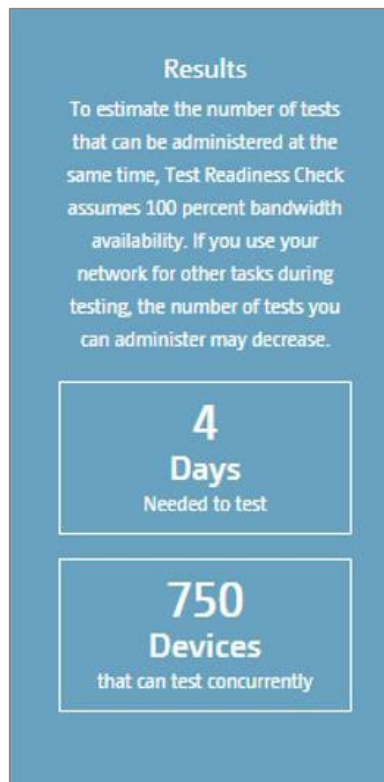 Results
To estimate the number of tests
that can be administered at the
same time, Test Readiness Check
assumes 100 percent bandwidth
availability. If you use your
network for other tasks during
testing, the number of tests you
can administer may decrease.
4
Days
Needed to test
750
Devices
that can test concurrently